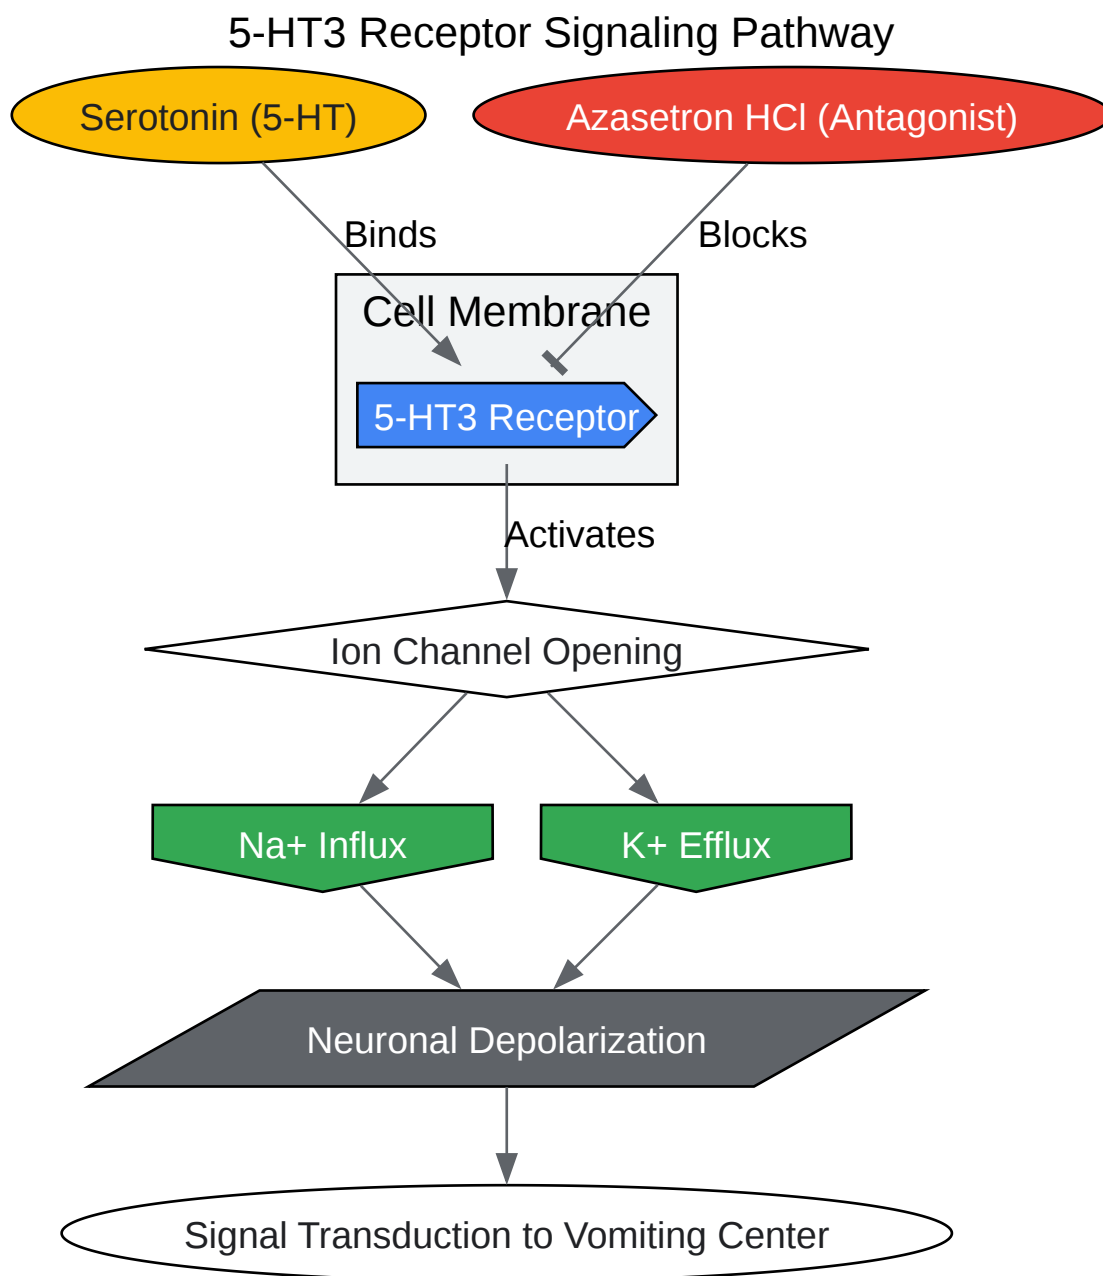 5-HT3 Receptor Signaling Pathway
Serotonin (5-HT)
Azasetron HCl (Antagonist)
Binds
Blocks
Cell Membrane
5-HT3 Receptor
Activates
Ion Channel Opening
Na+ Influx
K+ Efflux
Neuronal Depolarization
Signal Transduction to Vomiting Center